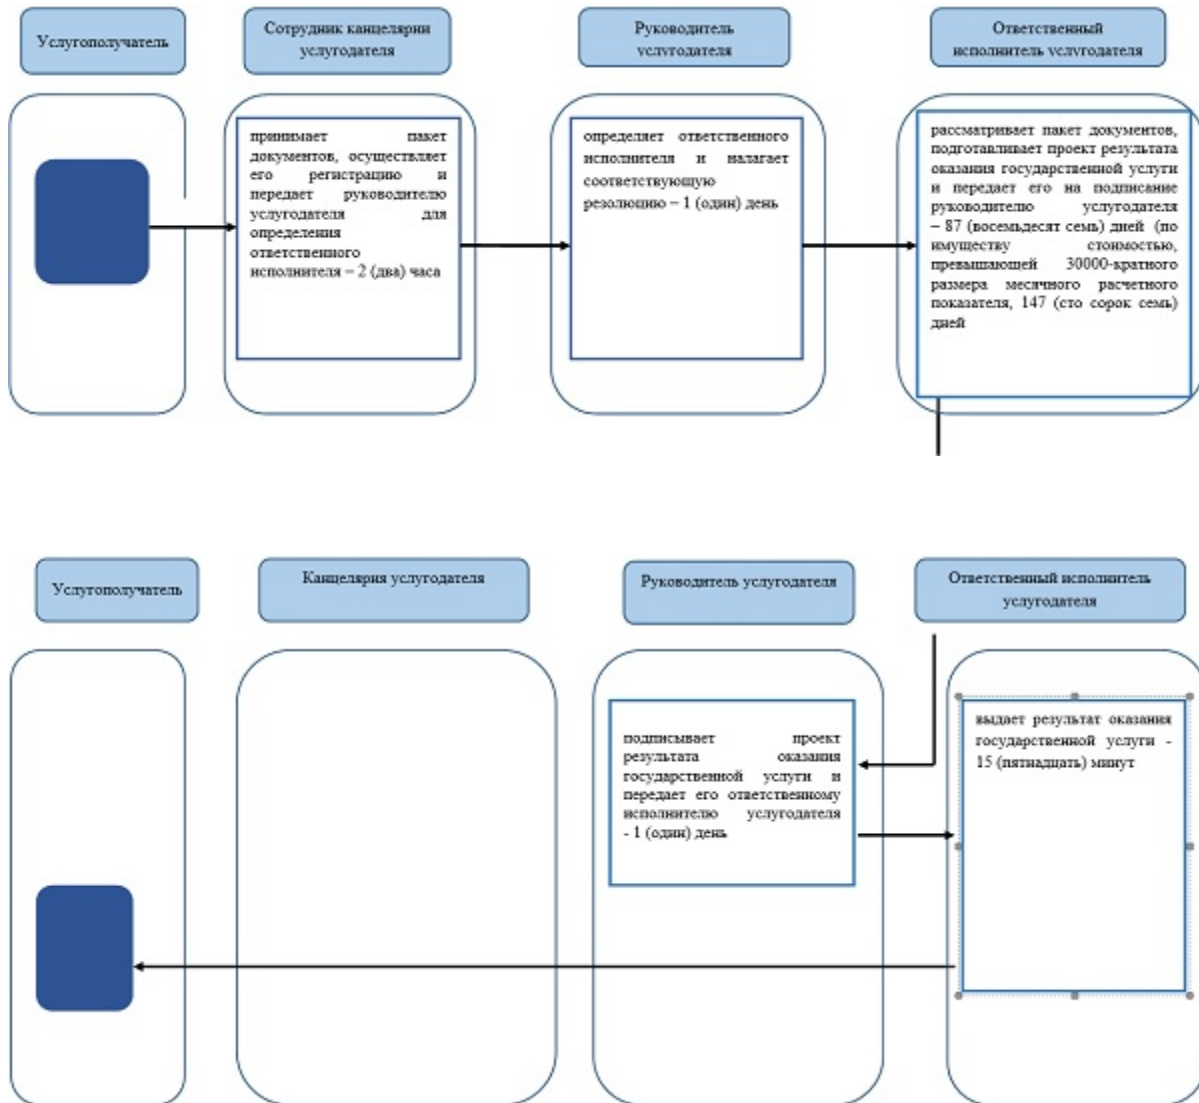 Услугополучатель
Сотрудник канцелярии
услугодателя
Руководитель
услугодателя
Ответственный
исполнитель услугодателя
принимает пакет
документов, осуществляет
его регистрацию и
передает руководителю
услугодателя для
определения
ответственного
исполнителя – 2 (два) часа
определяет ответственного
исполнителя и налагает
соответствующую
резолюцию – 1 (один) день
рассматривает пакет документов,
подготавливает проект результата
оказания государственной услуги
и передает его на подписание
руководителю услугодателя
– 87 (восемьдесят семь) дней (по
имуществу стоимостью,
превышающей 30000-кратного
размера месячного расчетного
показателя, 147 (сто сорок семь)
дней
Услугополучатель
Канцелярия услугодателя
Руководитель услугодателя
Ответственный исполнитель
услугодателя
подписывает проект
результата оказания
государственной услуги и
передает его ответственному
исполнителю услугодателя
- 1 (один) день
выдает результат оказания
государственной услуги -
15 (пятнадцать) минут